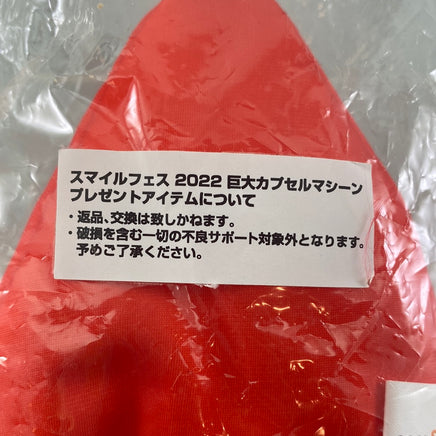 スマイルフェス 2022 巨大カプセルマシーン
プレゼントアイテムについて
・返品、交換は致しかねます。
・破損を含む一切の不良サポート対象外となります。
予めご了承ください。